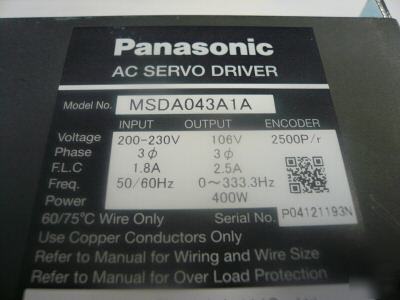 Panasonic
AC SERVO DRIVER
Model No. MSDA043A1A
INPUT OUTPUT ENCODER
Voltage 200-230V 106V 2500P/r
Phase 3ϕ 3ϕ
F.L.C 1.8A 2.5A
Freq. 50/60Hz 0~333.3Hz
Power 400W
60/75℃ Wire Only Serial No. P04121193N
Use Copper Conductors Only
Refer to Manual for Wiring and Wire Size
Refer to Manual for Over Load Protection